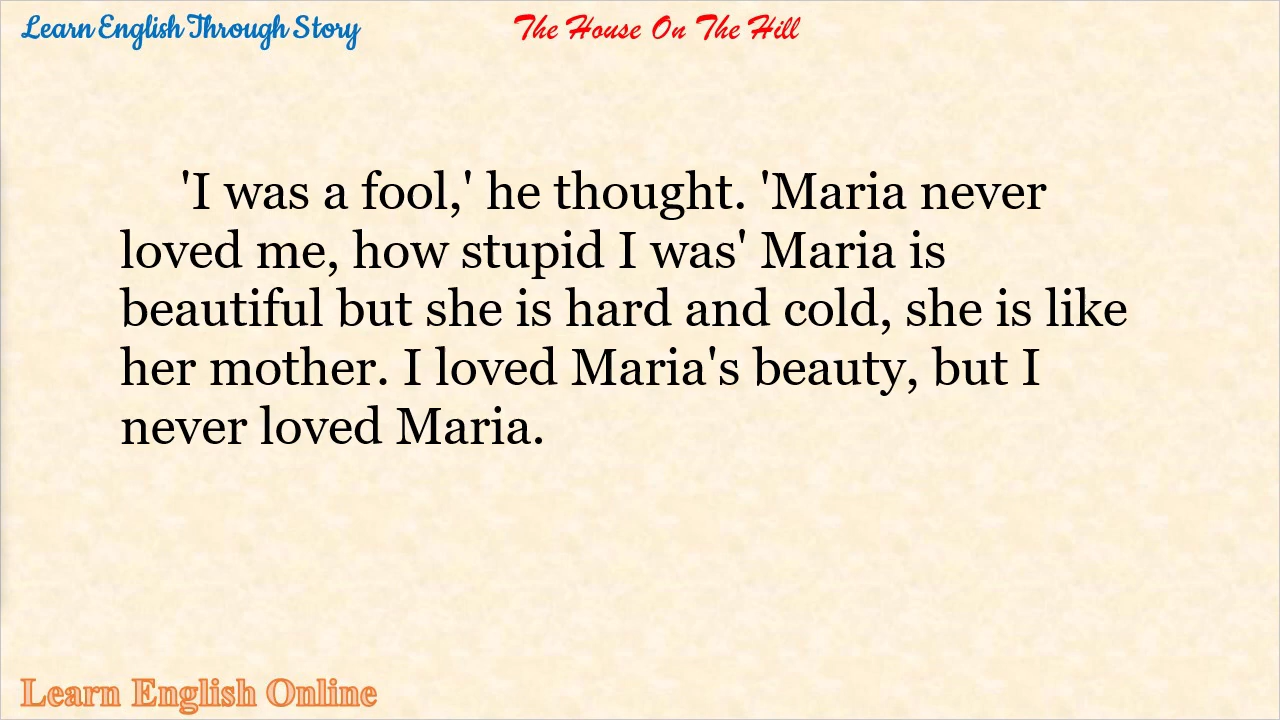 Learn English Through Story
The House On The Hill
'I was a fool,' he thought. 'Maria never
loved me, how stupid I was' Maria is
beautiful but she is hard and cold, she is like
her mother. I loved Maria's beauty, but I
never loved Maria.
Learn English Online